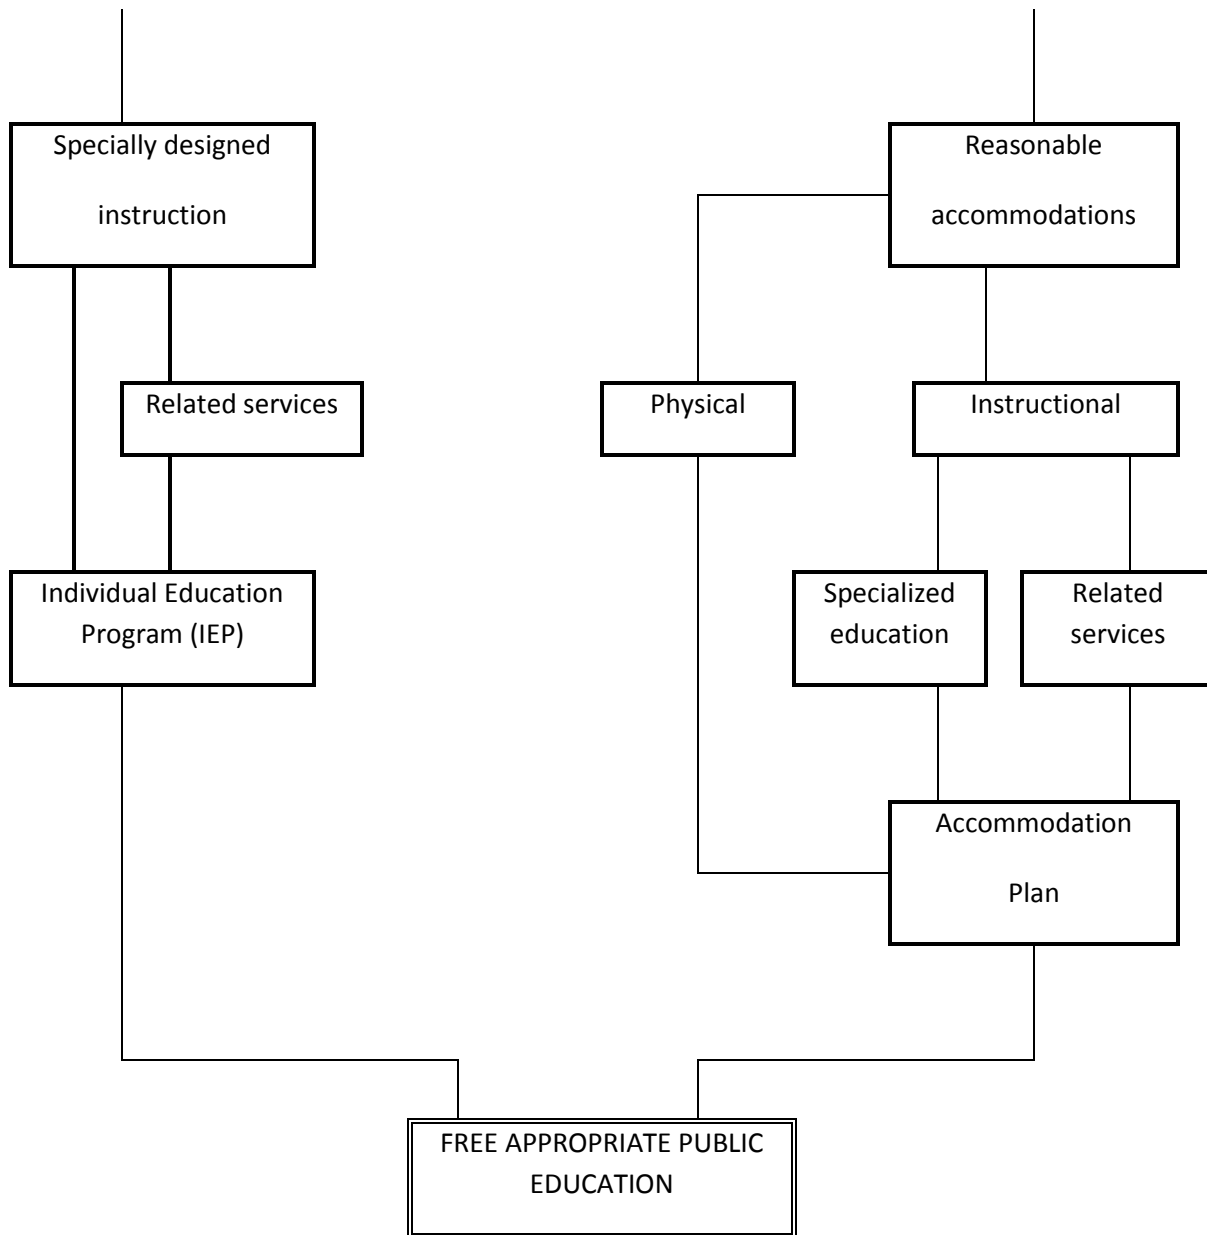 Specially designed
instruction
Reasonable
accommodations
Related services
Physical
Instructional
Individual Education
Program (IEP)
Specialized
education
Related
services
Accommodation
Plan
FREE APPROPRIATE PUBLIC
EDUCATION